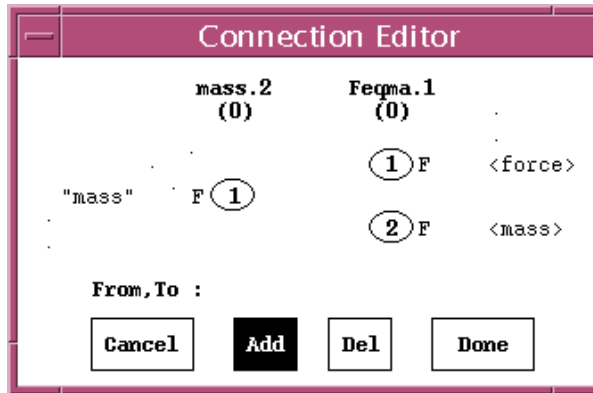 Connection Editor
mass.2 Feqma.1
(0) (0)
1 F <force>
"mass" F 1
2 F <mass>
From,To :
Cancel Add Del Done